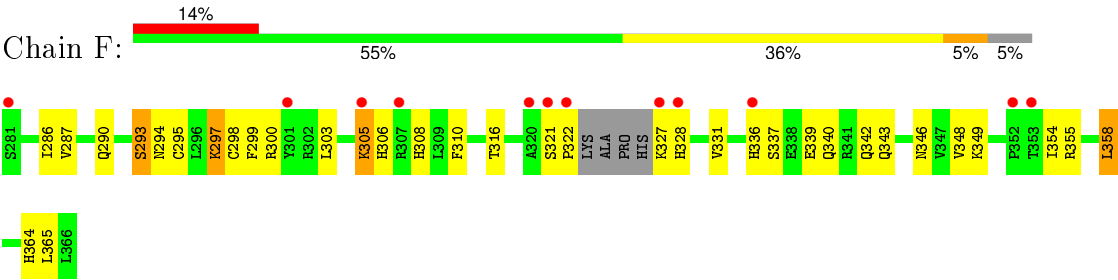 14%
Chain F:
55% 36% 5% 5%
S281 I286 V287 Q290 S293 N294 C295 L296 K297 C298 F299 R300 Y301 R302 L303 K305 H306 R307 H308 L309 F310 T316 A320 S321 P322 LYS ALA PRO HIS K327 H328 V331 H336 S337 E338 E339 Q340 R341 Q342 Q343 N346 V347 V348 K349 P352 T353 I354 R355 L358
H364 L365 L366